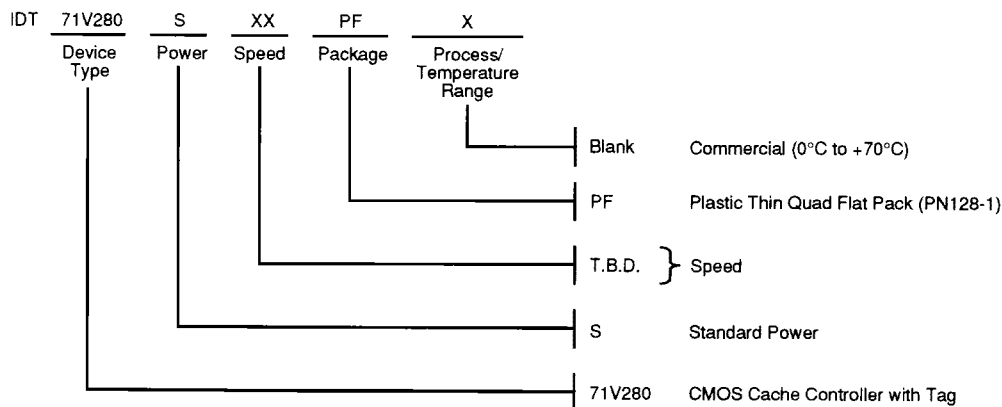 IDT 71V280 S XX PF X
Device Type Power Speed Package Process/ Temperature Range
Blank Commercial (0°C to +70°C)
PF Plastic Thin Quad Flat Pack (PN128-1)
T.B.D. } Speed
S Standard Power
71V280 CMOS Cache Controller with Tag